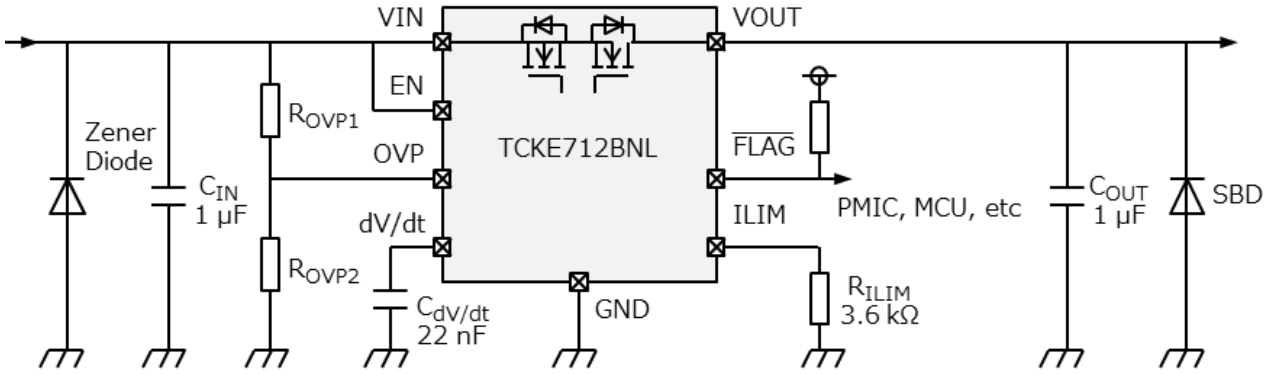 VIN
VOUT
EN
R_OVP1
Zener
Diode
OVP
TCKE712BNL
FLAG
C_IN
1 μF
C_OUT
1 μF
SBD
PMIC, MCU, etc
dV/dt
ILIM
R_OVP2
C_dV/dt
22 nF
GND
R_ILIM
3.6 kΩ